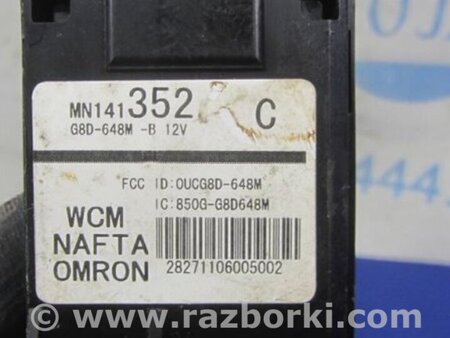 MN141352 C
G8D-648M -B 12V
FCC ID:OUCG8D-648M
IC:850G-G8D648M
WCM
NAFTA
OMRON
28271106005002
www.razborki.com